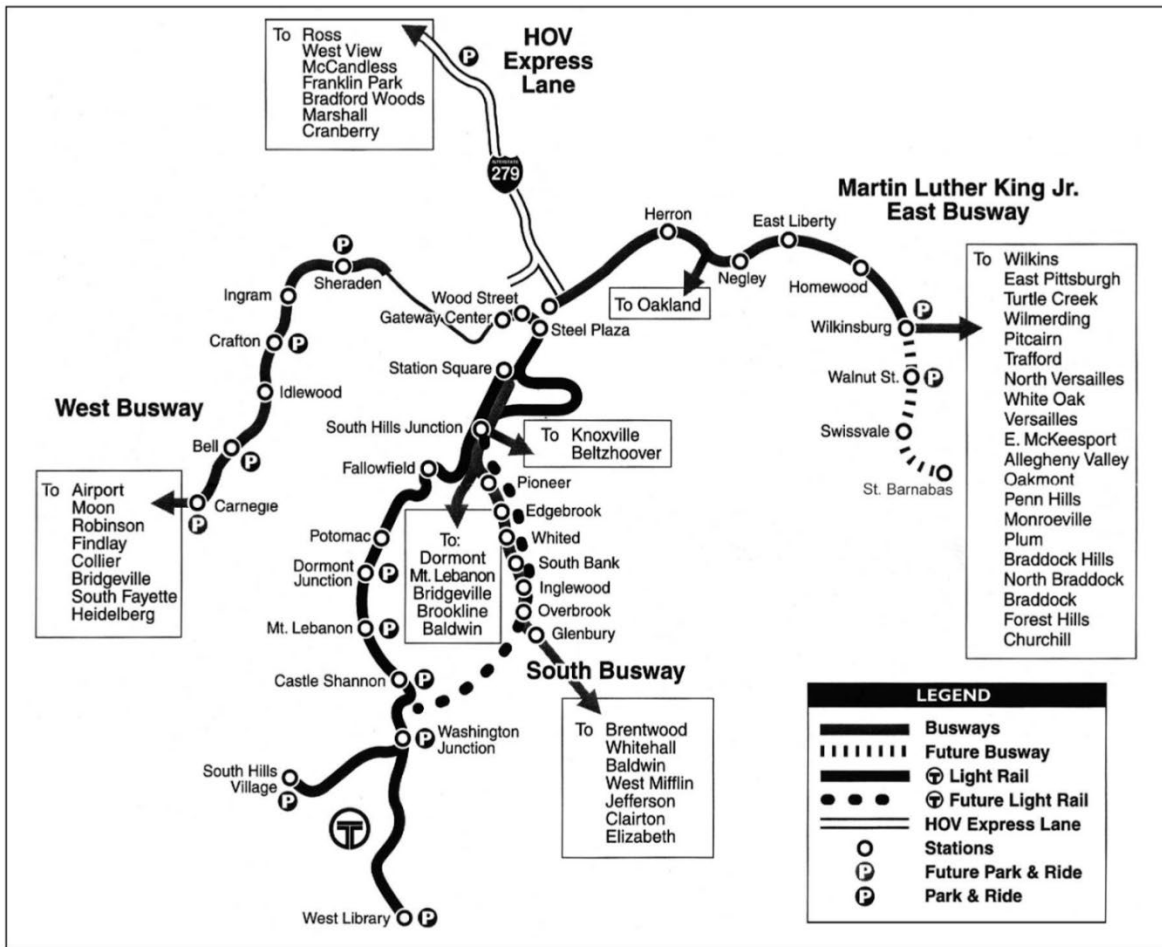 To Ross
West View
McCandless
Franklin Park
Bradford Woods
Marshall
Cranberry
HOV
Express
Lane
P
INTERSTATE
279
Martin Luther King Jr.
East Busway
Herron
East Liberty
Negley
Homewood
To Oakland
Wilkinsburg
P
Walnut St.
P
Swissvale
St. Barnabas
To Wilkins
East Pittsburgh
Turtle Creek
Wilmerding
Pitcairn
Trafford
North Versailles
White Oak
Versailles
E. McKeesport
Allegheny Valley
Oakmont
Penn Hills
Monroeville
Plum
Braddock Hills
North Braddock
Braddock
Forest Hills
Churchill
P
Sheraden
Ingram
Crafton
P
Idlewood
West Busway
Bell
P
Carnegie
P
To Airport
Moon
Robinson
Findlay
Collier
Bridgeville
South Fayette
Heidelberg
Wood Street
Gateway Center
Steel Plaza
Station Square
South Hills Junction
To Knoxville
Beltzhoover
Fallowfield
Pioneer
Edgebrook
Whited
South Bank
Inglewood
Overbrook
Glenbury
Potomac
Dormont
Junction
P
Mt. Lebanon
P
Castle Shannon
P
Washington
Junction
P
South Hills
Village
P
T
West Library
P
To:
Dormont
Mt. Lebanon
Bridgeville
Brookline
Baldwin
South Busway
To Brentwood
Whitehall
Baldwin
West Mifflin
Jefferson
Clairton
Elizabeth
LEGEND
Busways
Future Busway
T Light Rail
T Future Light Rail
HOV Express Lane
Stations
P Future Park & Ride
P Park & Ride